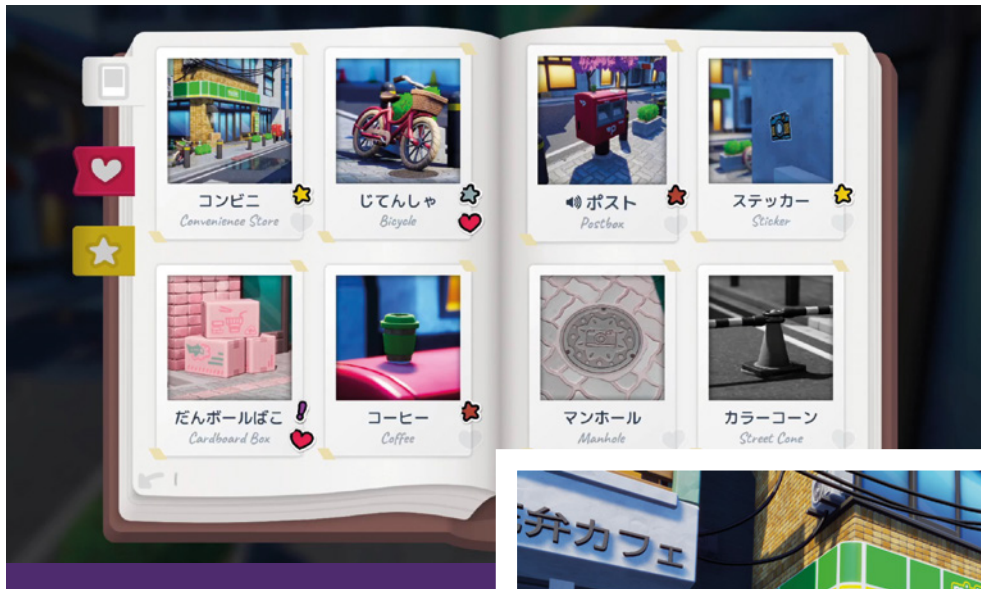 コンビニ
Convenience Store
じてんしゃ
Bicycle
ポスト
Postbox
ステッカー
Sticker
だんボールばこ
Cardboard Box
コーヒー
Coffee
マンホール
Manhole
カラーコーン
Street Cone
1
弁カフェ